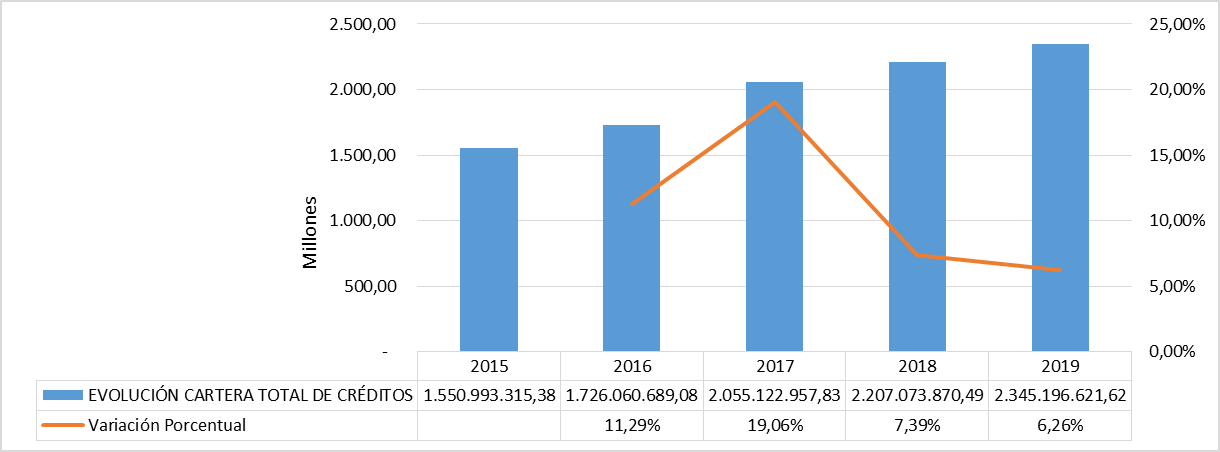 2.500,00 25,00%
2.000,00 20,00%
1.500,00 15,00%
1.000,00 10,00%
500,00 5,00%
- 0,00%
Millones
2015 2016 2017 2018 2019
EVOLUCIÓN CARTERA TOTAL DE CRÉDITOS 1.550.993.315,38 1.726.060.689,08 2.055.122.957,83 2.207.073.870,49 2.345.196.621,62
Variación Porcentual 11,29% 19,06% 7,39% 6,26%